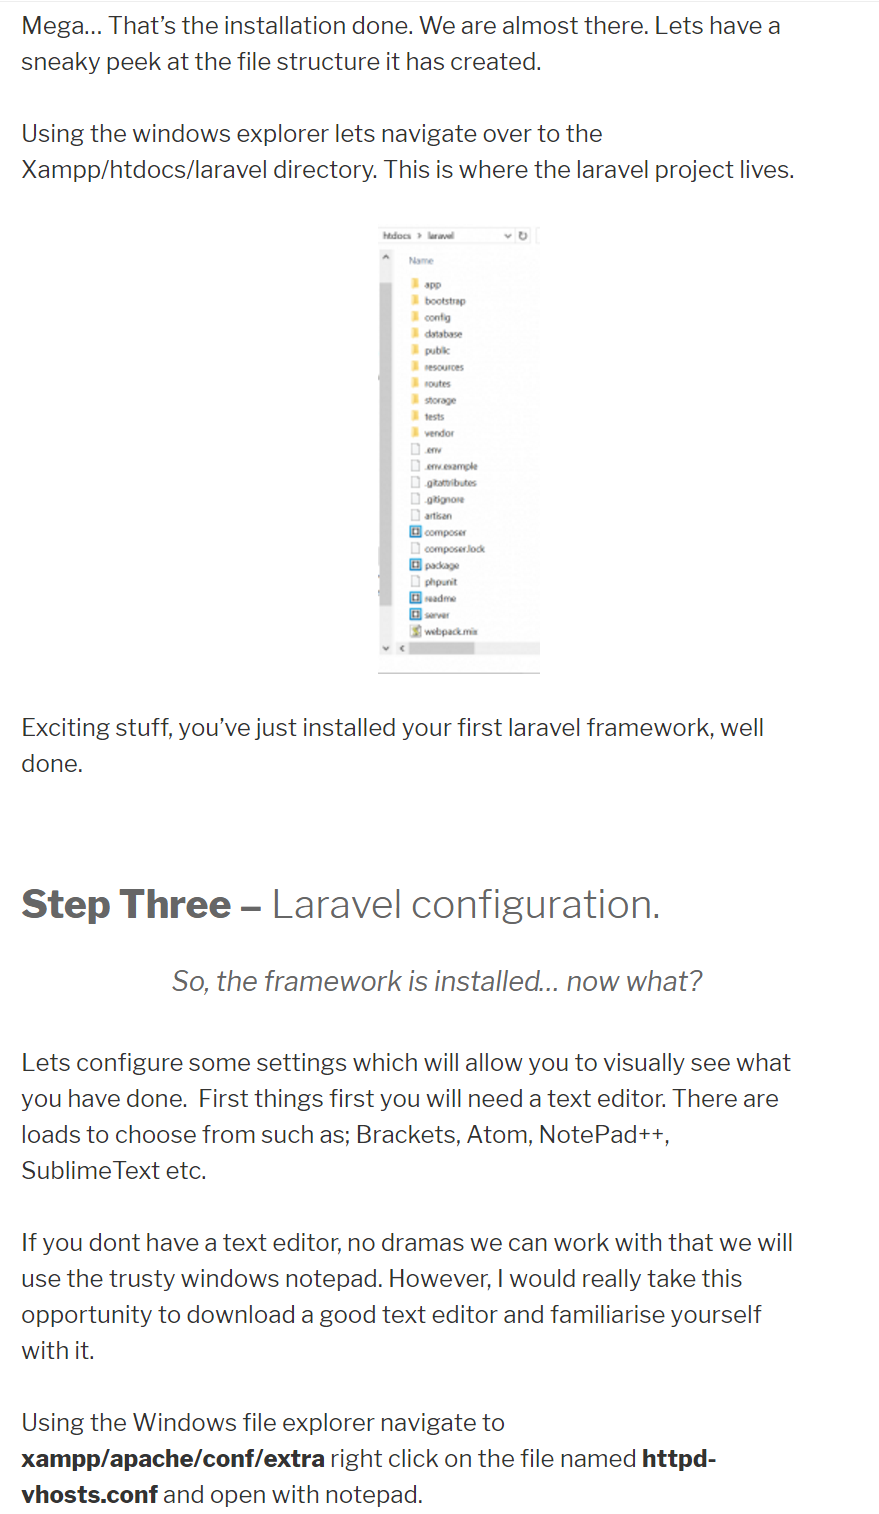 Mega... That’s the installation done. We are almost there. Lets have a
sneaky peek at the file structure it has created.
Using the windows explorer lets navigate over to the
Xampp/htdocs/laravel directory. This is where the laravel project lives.
htdocs > laravel
Name
app
bootstrap
config
database
public
resources
routes
storage
tests
vendor
.env
.env.example
.gitattributes
.gitignore
artisan
composer
composer.lock
package
phpunit
readme
server
webpack.mix
Exciting stuff, you’ve just installed your first laravel framework, well
done.
Step Three – Laravel configuration.
So, the framework is installed... now what?
Lets configure some settings which will allow you to visually see what
you have done.  First things first you will need a text editor. There are
loads to choose from such as; Brackets, Atom, NotePad++,
SublimeText etc.
If you dont have a text editor, no dramas we can work with that we will
use the trusty windows notepad. However, I would really take this
opportunity to download a good text editor and familiarise yourself
with it.
Using the Windows file explorer navigate to
xampp/apache/conf/extra right click on the file named httpd-
vhosts.conf and open with notepad.